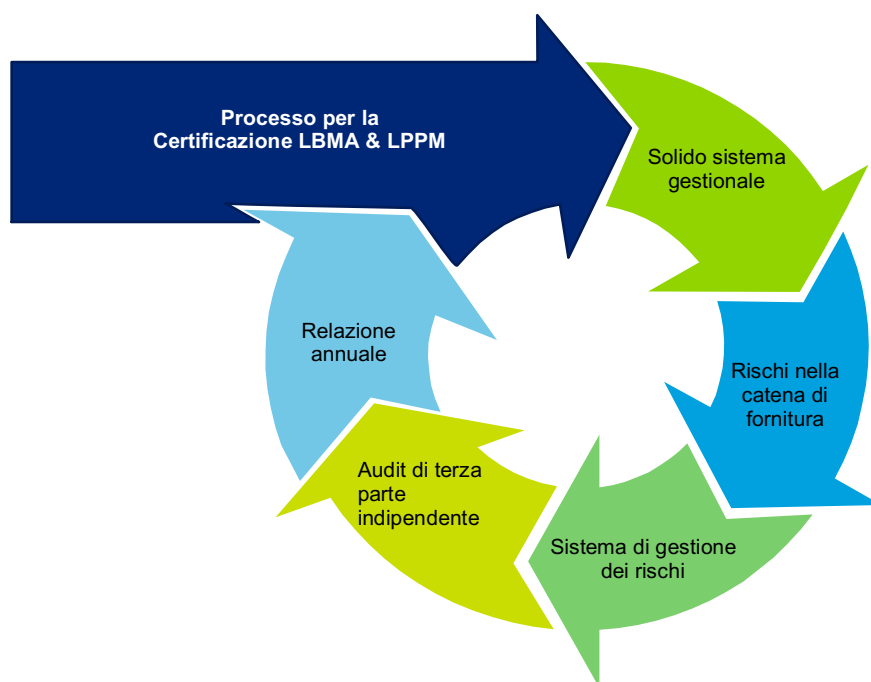 Processo per la
Certificazione LBMA & LPPM
Solido sistema
gestionale
Rischi nella
catena di
fornitura
Sistema di gestione
dei rischi
Audit di terza
parte
indipendente
Relazione
annuale